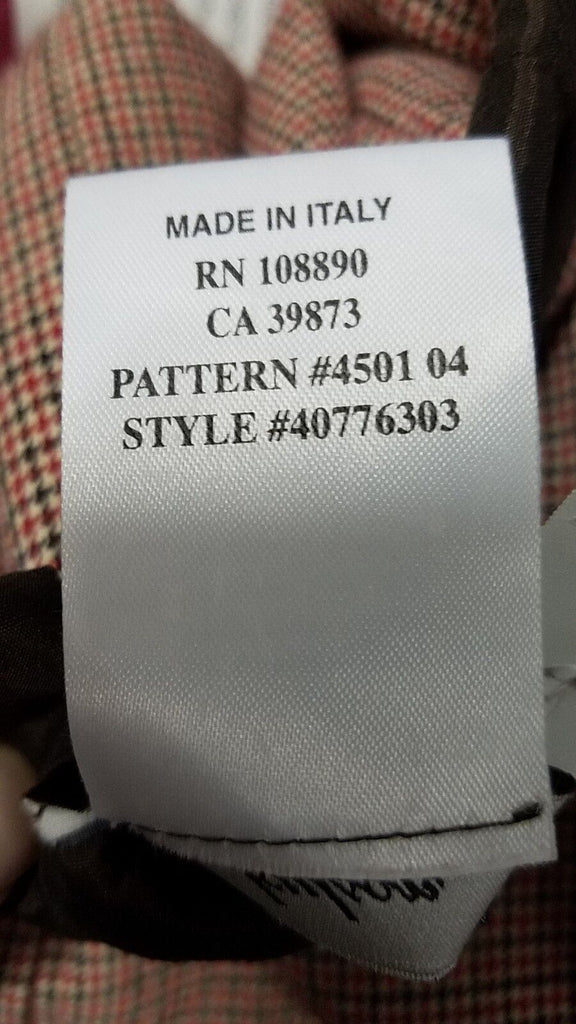 MADE IN ITALY
RN 108890
CA 39873
PATTERN #4501 04
STYLE #40776303